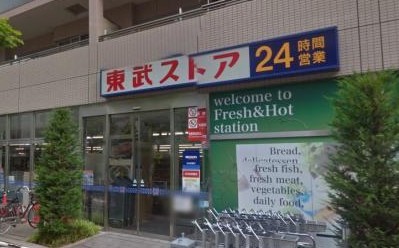 東武ストア
24時間営業
welcome to
Fresh&Hot
station
Bread,
delicatessen,
fresh fish,
fresh meat,
vegetables,
daily food,